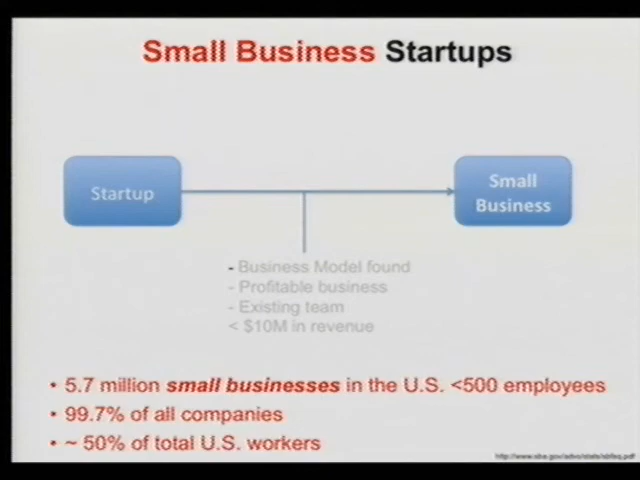 Small Business Startups
Startup
Small
Business
- Business Model found
- Profitable business
- Existing team
< $10M in revenue
• 5.7 million small businesses in the U.S. <500 employees
• 99.7% of all companies
• ~ 50% of total U.S. workers